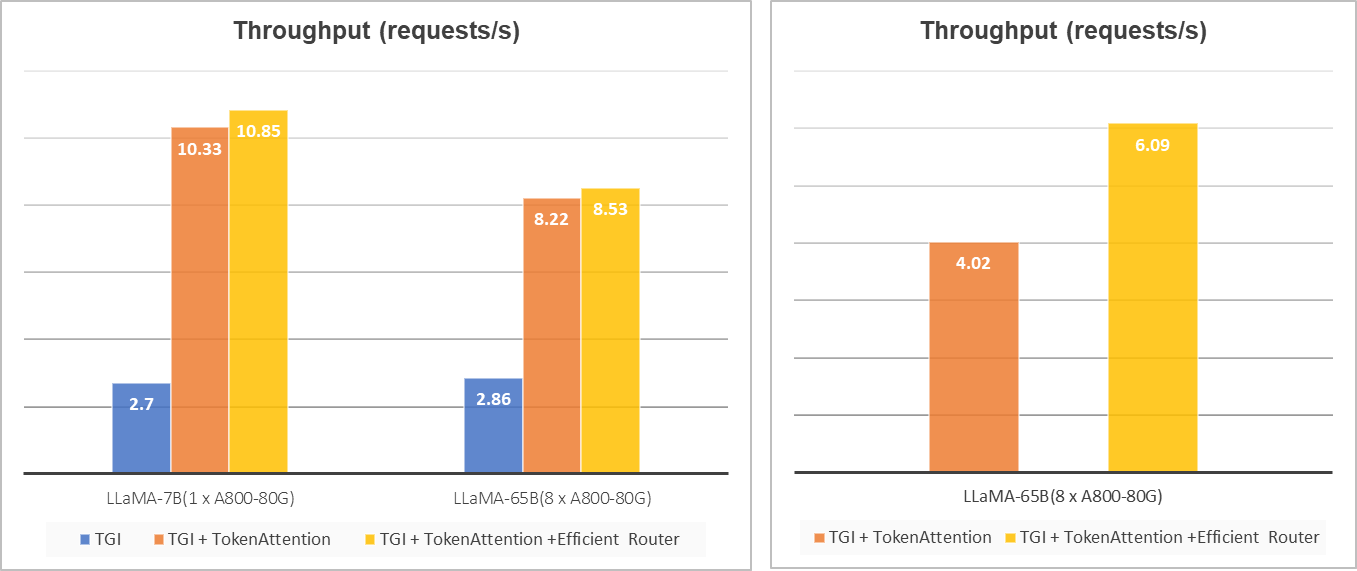 Throughput (requests/s)
10.85
10.33
8.53
8.22
2.7
2.86
LLaMA-7B(1 x A800-80G)
LLaMA-65B(8 x A800-80G)
TGI
TGI + TokenAttention
TGI + TokenAttention +Efficient Router
Throughput (requests/s)
6.09
4.02
LLaMA-65B(8 x A800-80G)
TGI + TokenAttention
TGI + TokenAttention +Efficient Router